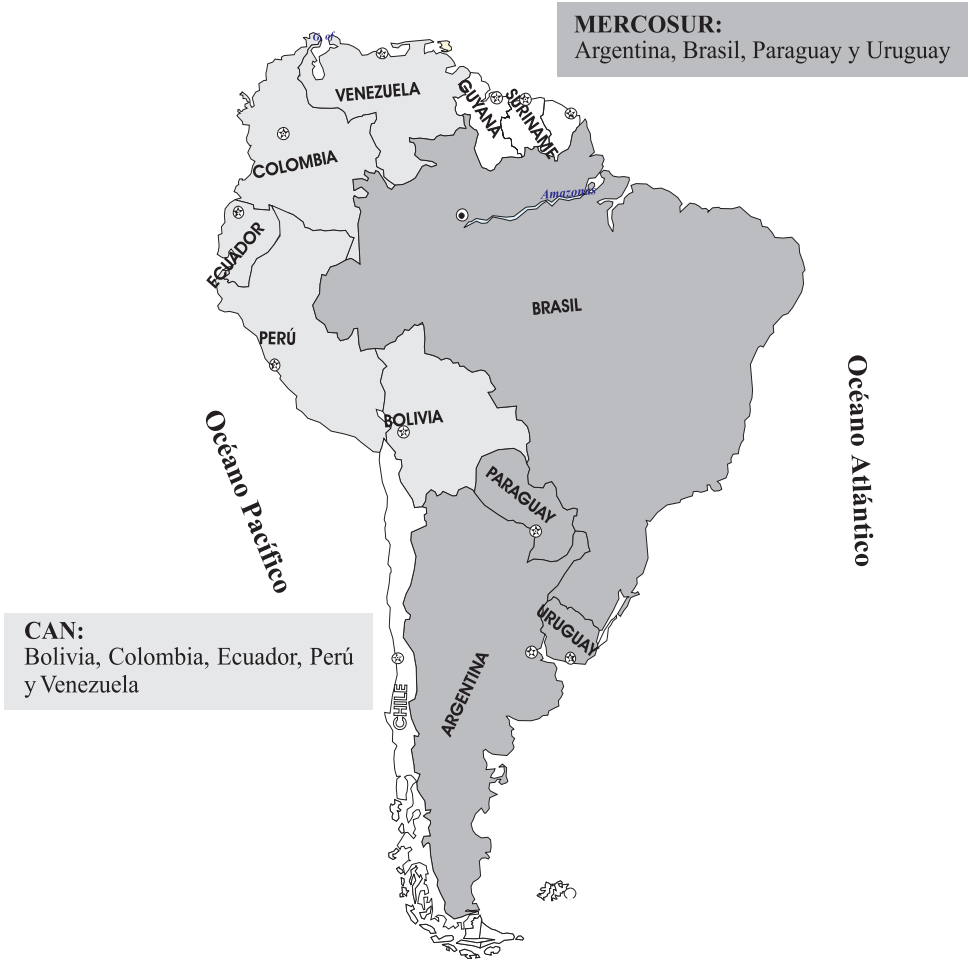 MERCOSUR:
Argentina, Brasil, Paraguay y Uruguay
of
VENEZUELA
GUYANA
SURINAME
COLOMBIA
Amazonas
ECUADOR
BRASIL
PERÚ
BOLIVIA
Océano Pacífico
Océano Atlántico
PARAGUAY
URUGUAY
CAN:
Bolivia, Colombia, Ecuador, Perú
y Venezuela
CHILE
ARGENTINA